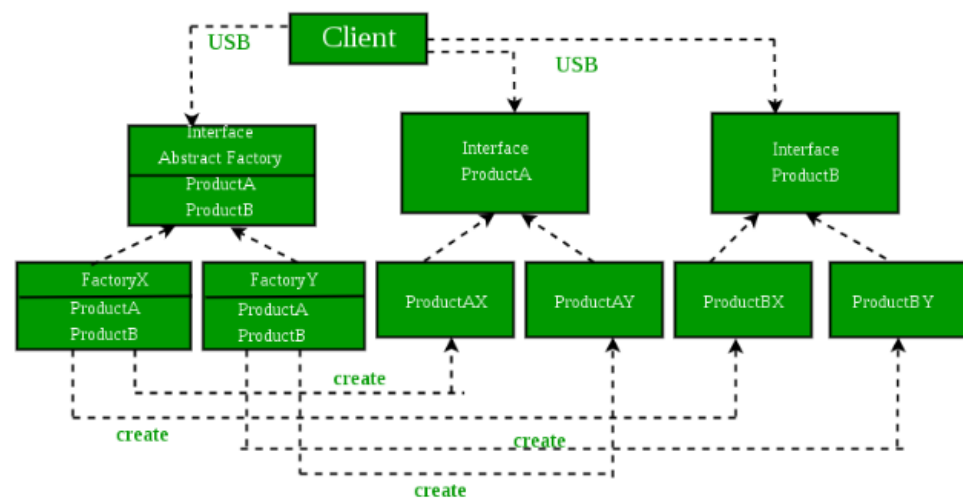 Client
USB
USB
Interface
Abstract Factory
ProductA
ProductB
Interface
ProductA
Interface
ProductB
FactoryX
ProductA
ProductB
FactoryY
ProductA
ProductB
ProductAX
ProductAY
ProductBX
ProductBY
create
create
create
create